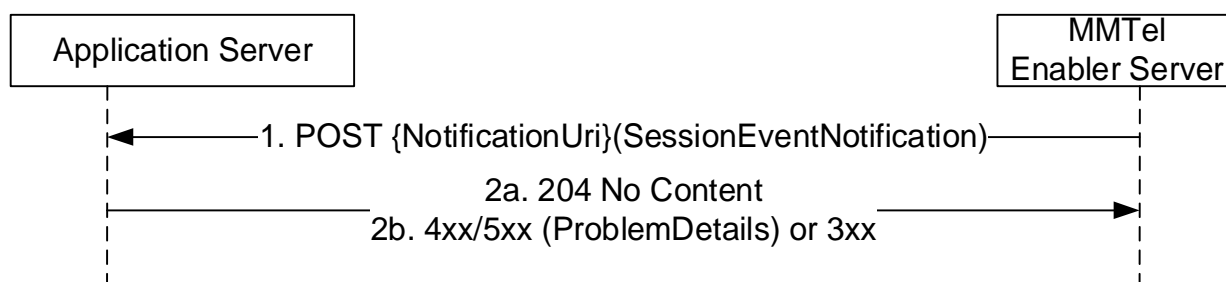 Application Server
MMTel
Enabler Server
1. POST {NotificationUri}(SessionEventNotification)
2a. 204 No Content
2b. 4xx/5xx (ProblemDetails) or 3xx